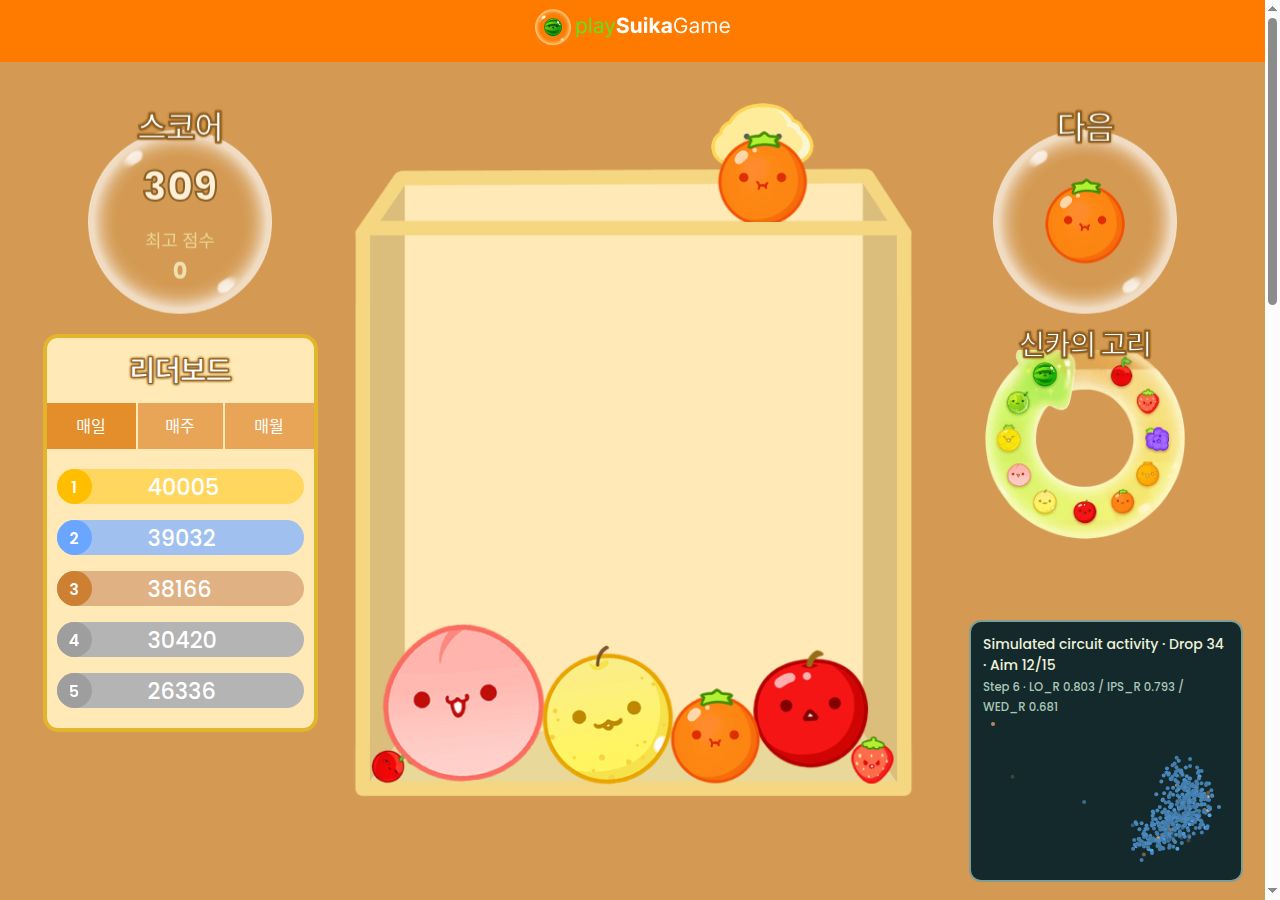 playSuikaGame
스코어
309
최고 점수
0
다음
신카의 고리
리더보드
매일 매주 매월
1 40005
2 39032
3 38166
4 30420
5 26336
Simulated circuit activity · Drop 34
· Aim 12/15
Step 6 · LO_R 0.803 / IPS_R 0.793 /
WED_R 0.681